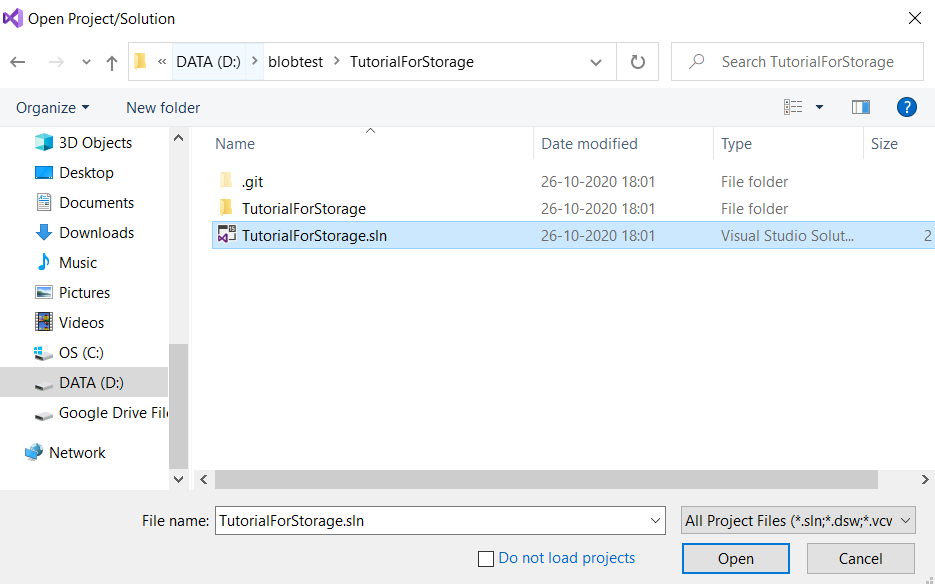 Open Project/Solution
« DATA (D:) > blobtest > TutorialForStorage
Search TutorialForStorage
Organize
New folder
?
3D Objects
Desktop
Documents
Downloads
Music
Pictures
Videos
OS (C:)
DATA (D:)
Google Drive File
Network
Name Date modified Type Size
.git 26-10-2020 18:01 File folder
TutorialForStorage 26-10-2020 18:01 File folder
TutorialForStorage.sln 26-10-2020 18:01 Visual Studio Solut... 2
File name: TutorialForStorage.sln
All Project Files (*.sln;*.dsw;*.vcw
Do not load projects
Open
Cancel